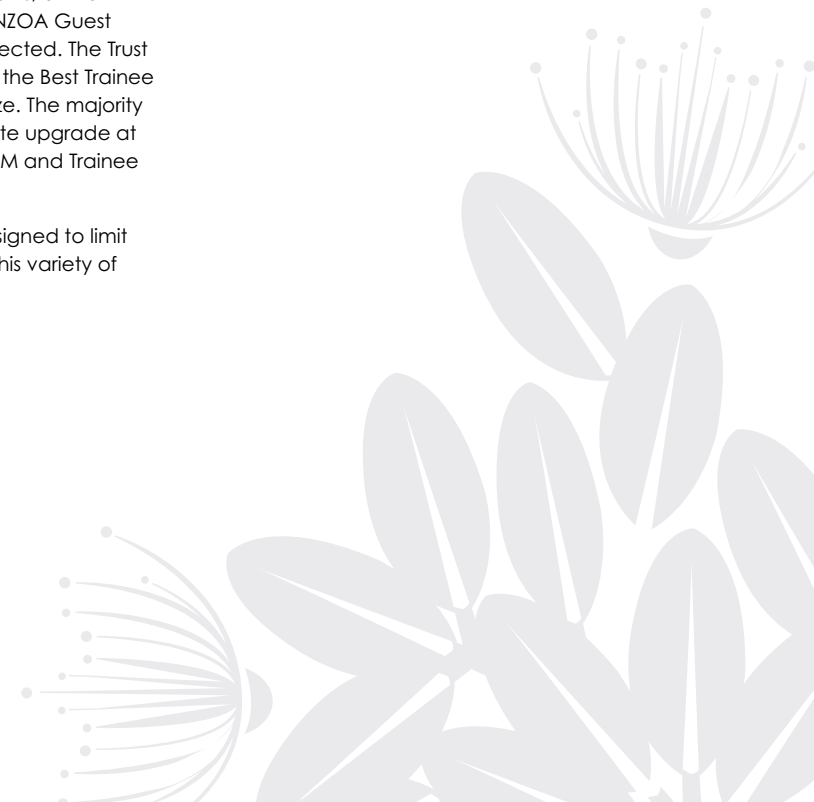 NZOA Guest
ected. The Trust
the Best Trainee
ze. The majority
te upgrade at
M and Trainee
signed to limit
his variety of